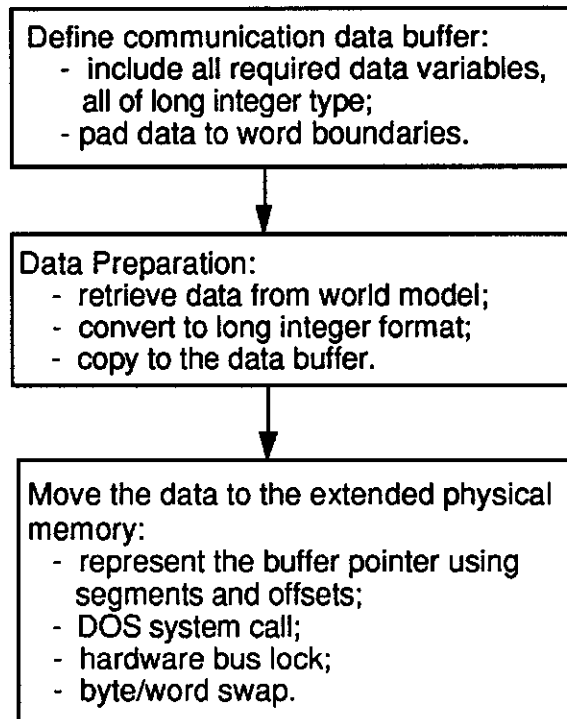 Define communication data buffer:
- include all required data variables,
all of long integer type;
- pad data to word boundaries.
Data Preparation:
- retrieve data from world model;
- convert to long integer format;
- copy to the data buffer.
Move the data to the extended physical
memory:
- represent the buffer pointer using
segments and offsets;
- DOS system call;
- hardware bus lock;
- byte/word swap.